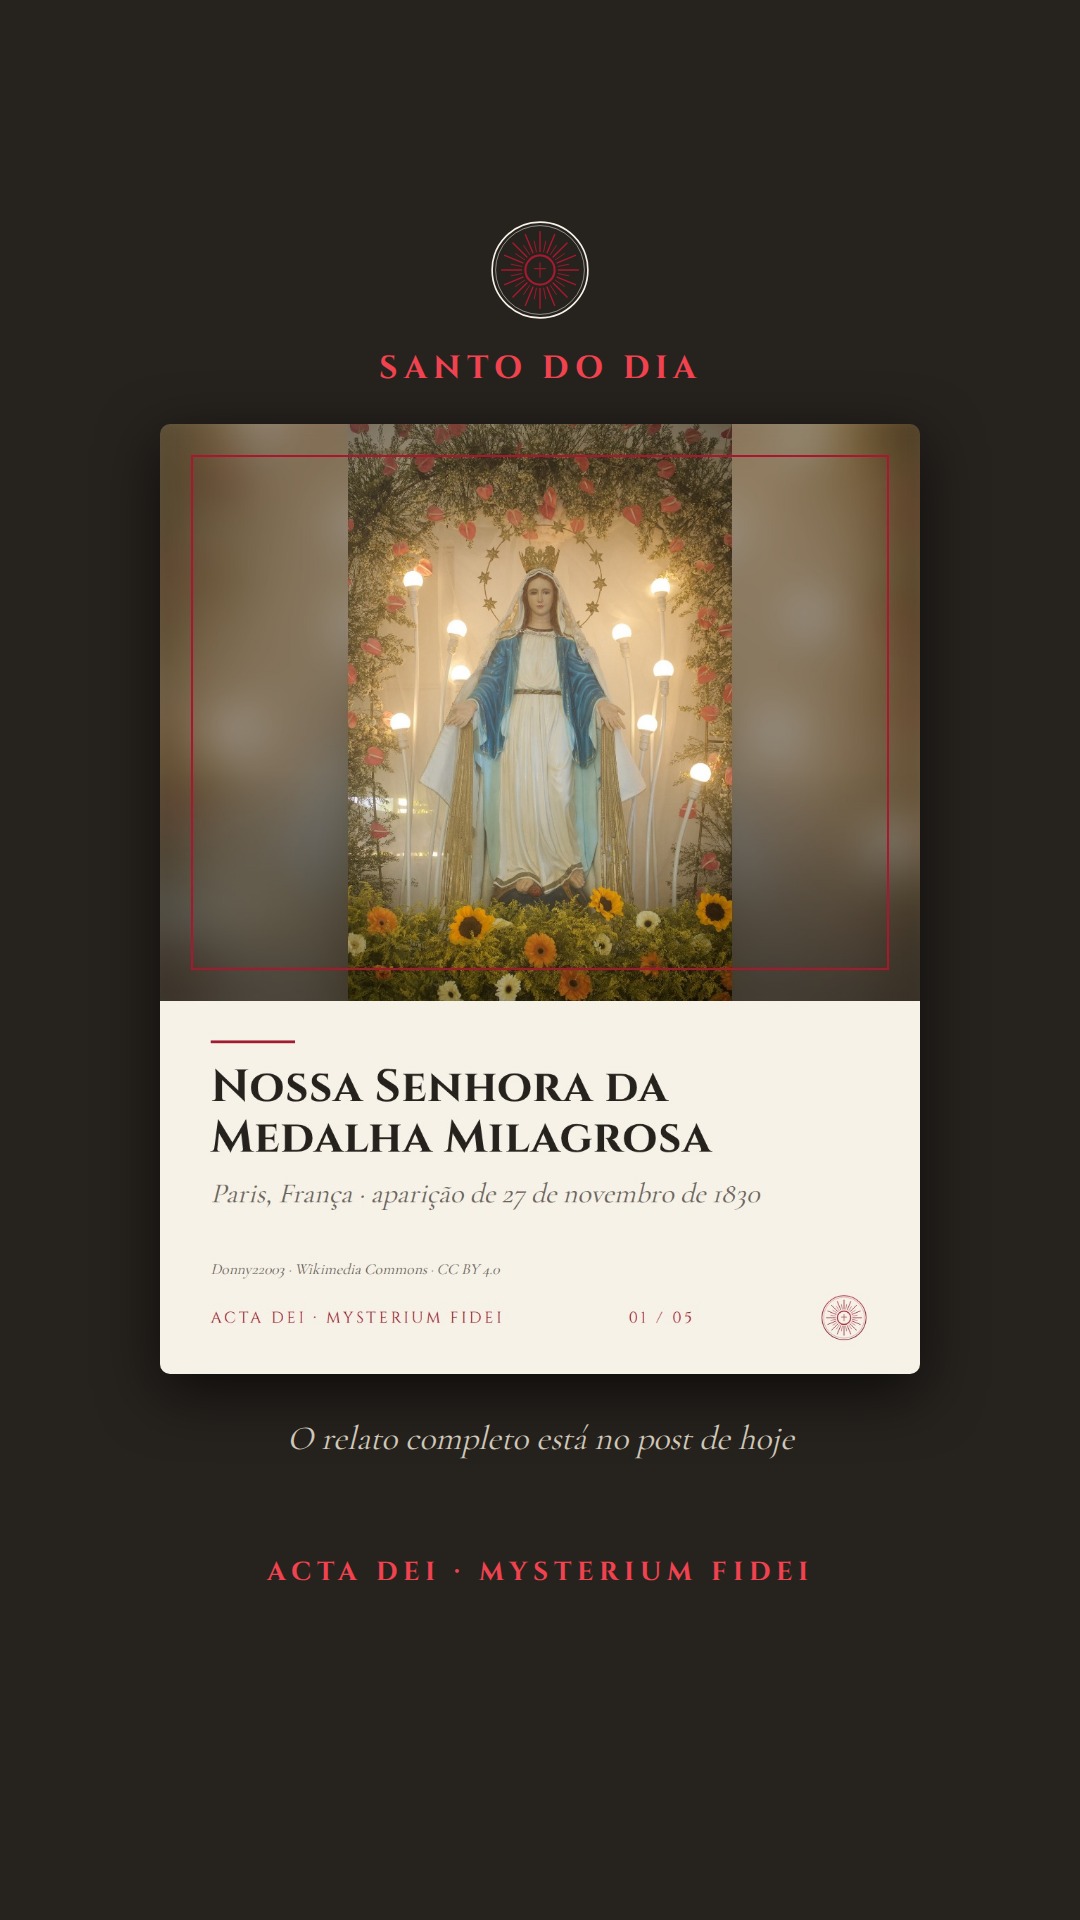 SANTO DO DIA
Nossa Senhora da
Medalha Milagrosa
Paris, França · aparição de 27 de novembro de 1830
Donny22003 · Wikimedia Commons · CC BY 4.0
ACTA DEI · MYSTERIUM FIDEI
01 / 05
O relato completo está no post de hoje
ACTA DEI · MYSTERIUM FIDEI